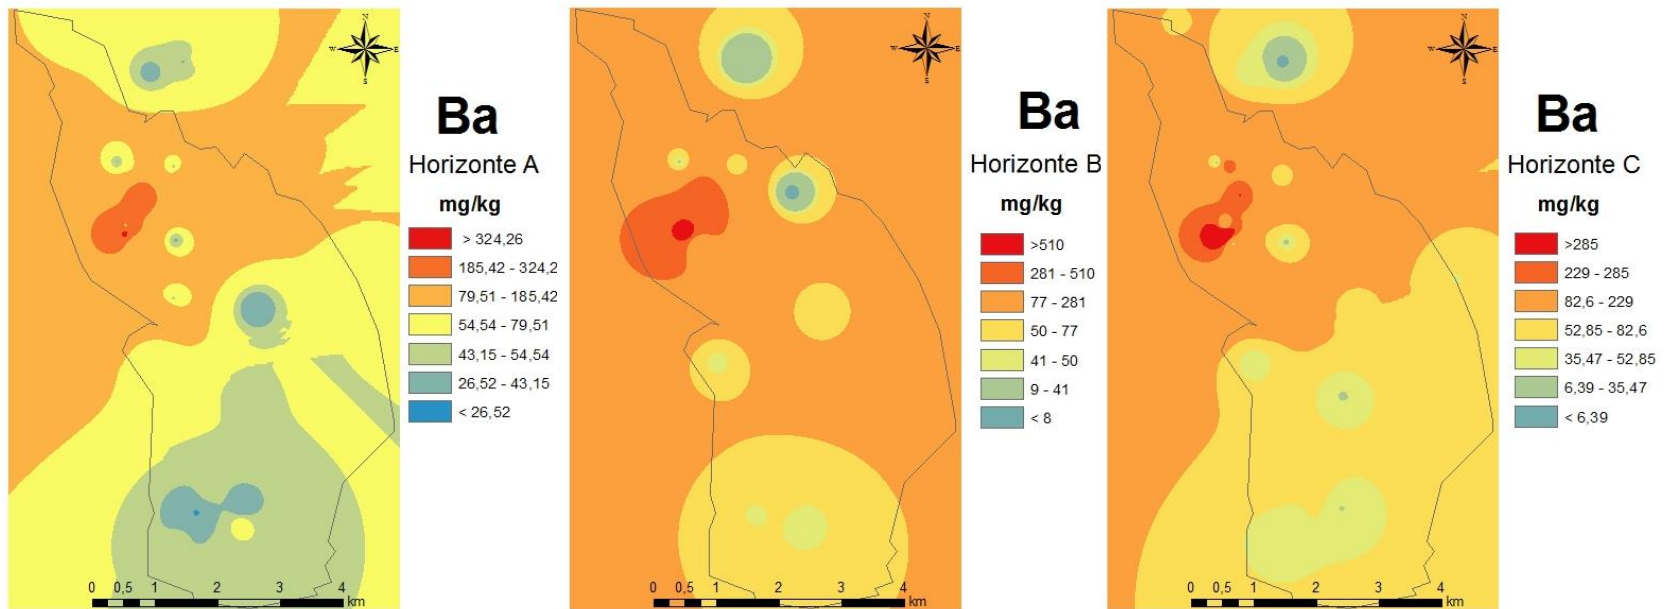 N
W E
S
Ba
Horizonte A
mg/kg
> 324,26
185,42 - 324,2
79,51 - 185,42
54,54 - 79,51
43,15 - 54,54
26,52 - 43,15
< 26,52
0 0,5 1 2 3 4
km
N
W E
S
Ba
Horizonte B
mg/kg
>510
281 - 510
77 - 281
50 - 77
41 - 50
9 - 41
< 8
0 0,5 1 2 3 4
km
N
W E
S
Ba
Horizonte C
mg/kg
>285
229 - 285
82,6 - 229
52,85 - 82,6
35,47 - 52,85
6,39 - 35,47
< 6,39
0 0,5 1 2 3 4
km